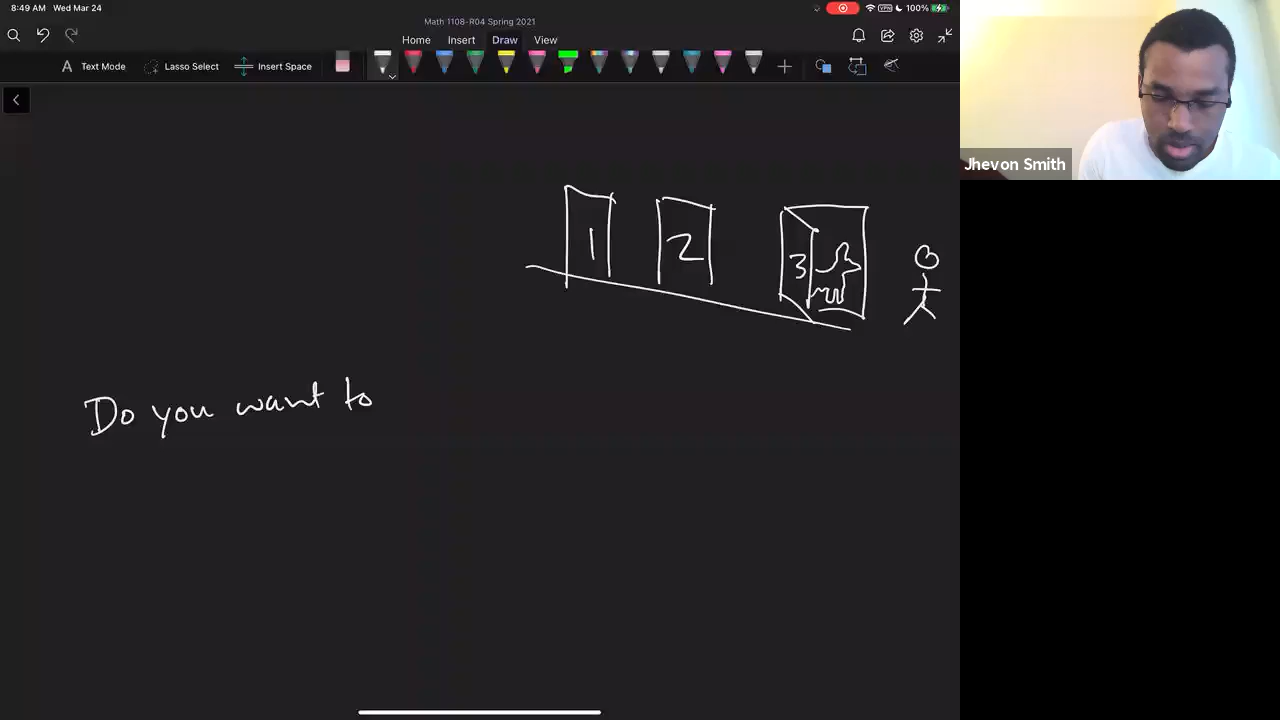 8:49 AM Wed Mar 24
VPN 100%
Math 1108-R04 Spring 2021
Home Insert Draw View
Text Mode Lasso Select Insert Space
Jhevon Smith
1 2 3
Do you want to